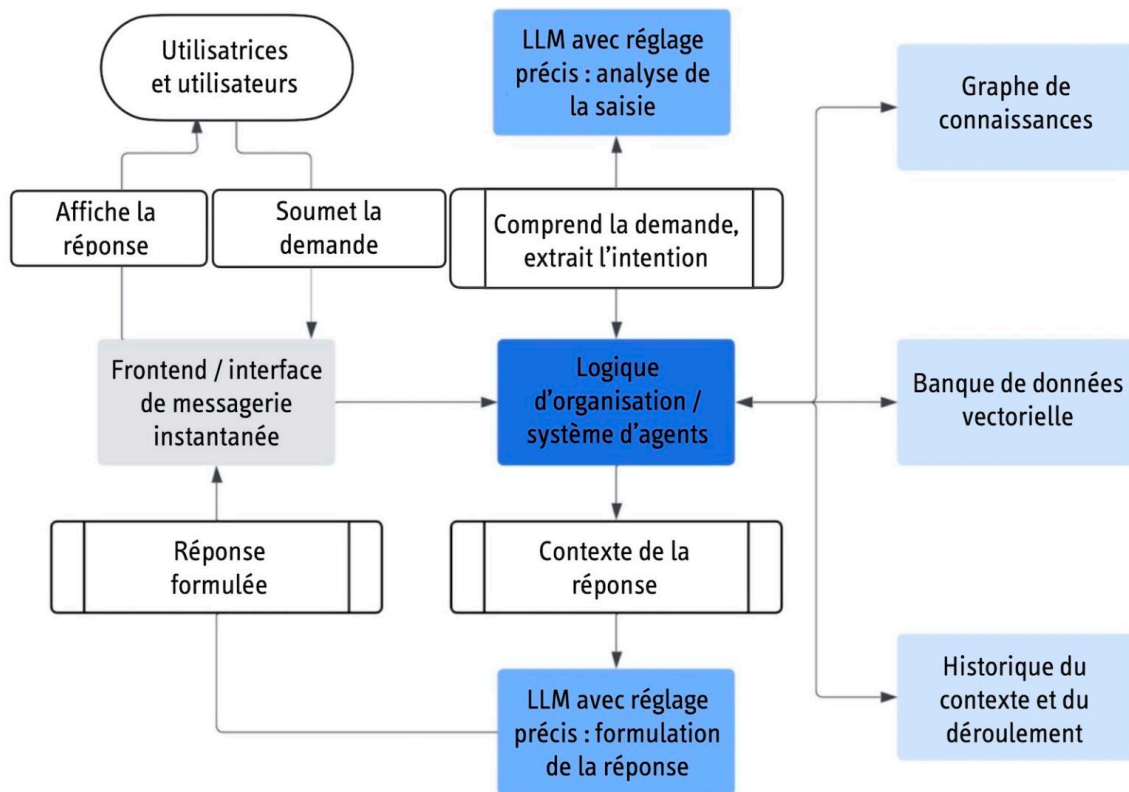 Utilisatrices
et utilisateurs
LLM avec réglage
précis : analyse de
la saisie
Graphe de
connaissances
Affiche la
réponse
Soumet la
demande
Comprend la demande,
extrait l’intention
Frontend / interface
de messagerie
instantanée
Logique
d’organisation /
système d’agents
Banque de données
vectorielle
Réponse
formulée
Contexte de la
réponse
LLM avec réglage
précis : formulation
de la réponse
Historique du
contexte et du
déroulement